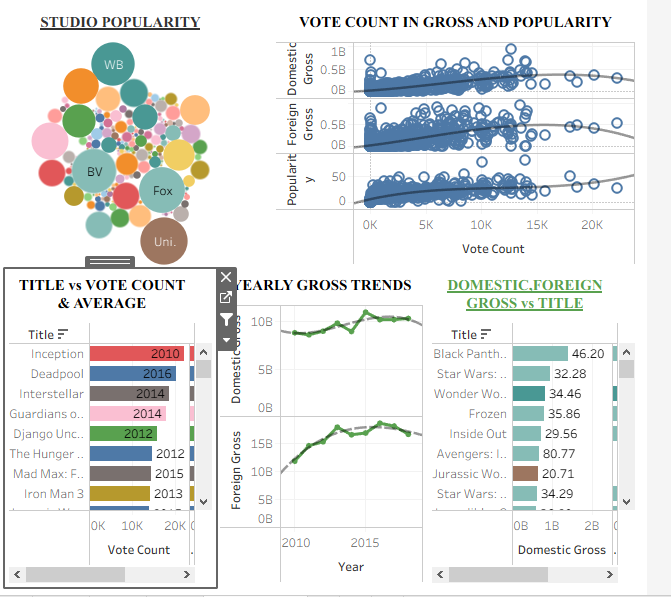 STUDIO POPULARITY
WB
BV
Fox
Uni.
VOTE COUNT IN GROSS AND POPULARITY
Domestic
Gross
1B
0.5B
0B
Foreign
Gross
0.5B
0B
Popularit
y
50
0
0K 5K 10K 15K 20K
Vote Count
TITLE vs VOTE COUNT
& AVERAGE
Title
Inception 2010
Deadpool 2016
Interstellar 2014
Guardians o.. 2014
Django Unc.. 2012
The Hunger .. 2012
Mad Max: F.. 2015
Iron Man 3 2013
0K 10K 20K
Vote Count
YEARLY GROSS TRENDS
Domestic Gross
10B
5B
0B
Foreign Gross
15B
10B
5B
0B
2010 2015
Year
DOMESTIC,FOREIGN
GROSS vs TITLE
Title
Black Panth.. 46.20
Star Wars: .. 32.28
Wonder Wo.. 34.46
Frozen 35.86
Inside Out 29.56
Avengers: I.. 80.77
Jurassic Wo.. 20.71
Star Wars: .. 34.29
0B 1B 2B
Domestic Gross